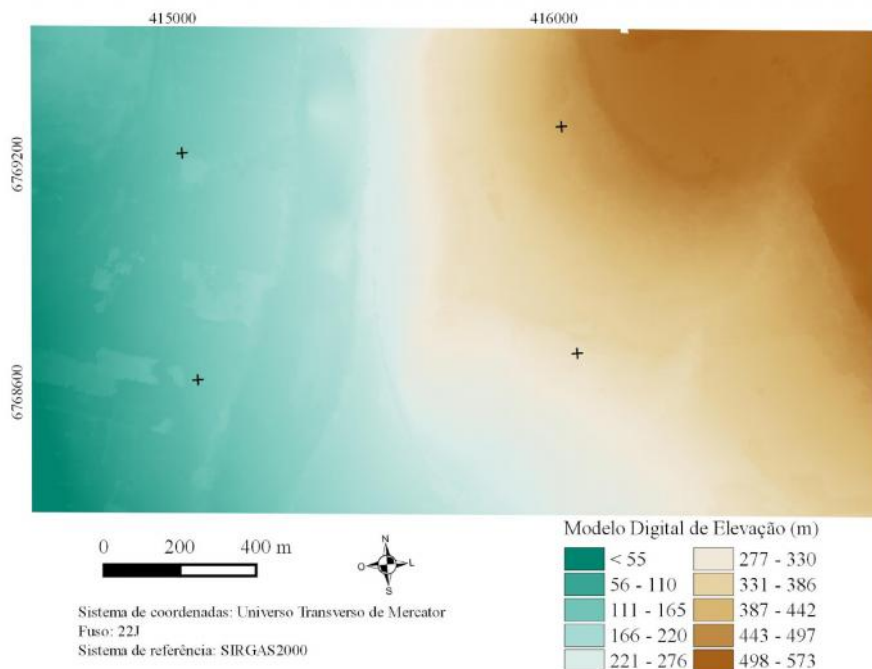 415000 416000
6769200
6768600
Modelo Digital de Elevação (m)
0 200 400 m
N
O L
S
< 55 277 - 330
56 - 110 331 - 386
111 - 165 387 - 442
166 - 220 443 - 497
221 - 276 498 - 573
Sistema de coordenadas: Universo Transverso de Mercator
Fuso: 22J
Sistema de referência: SIRGAS2000